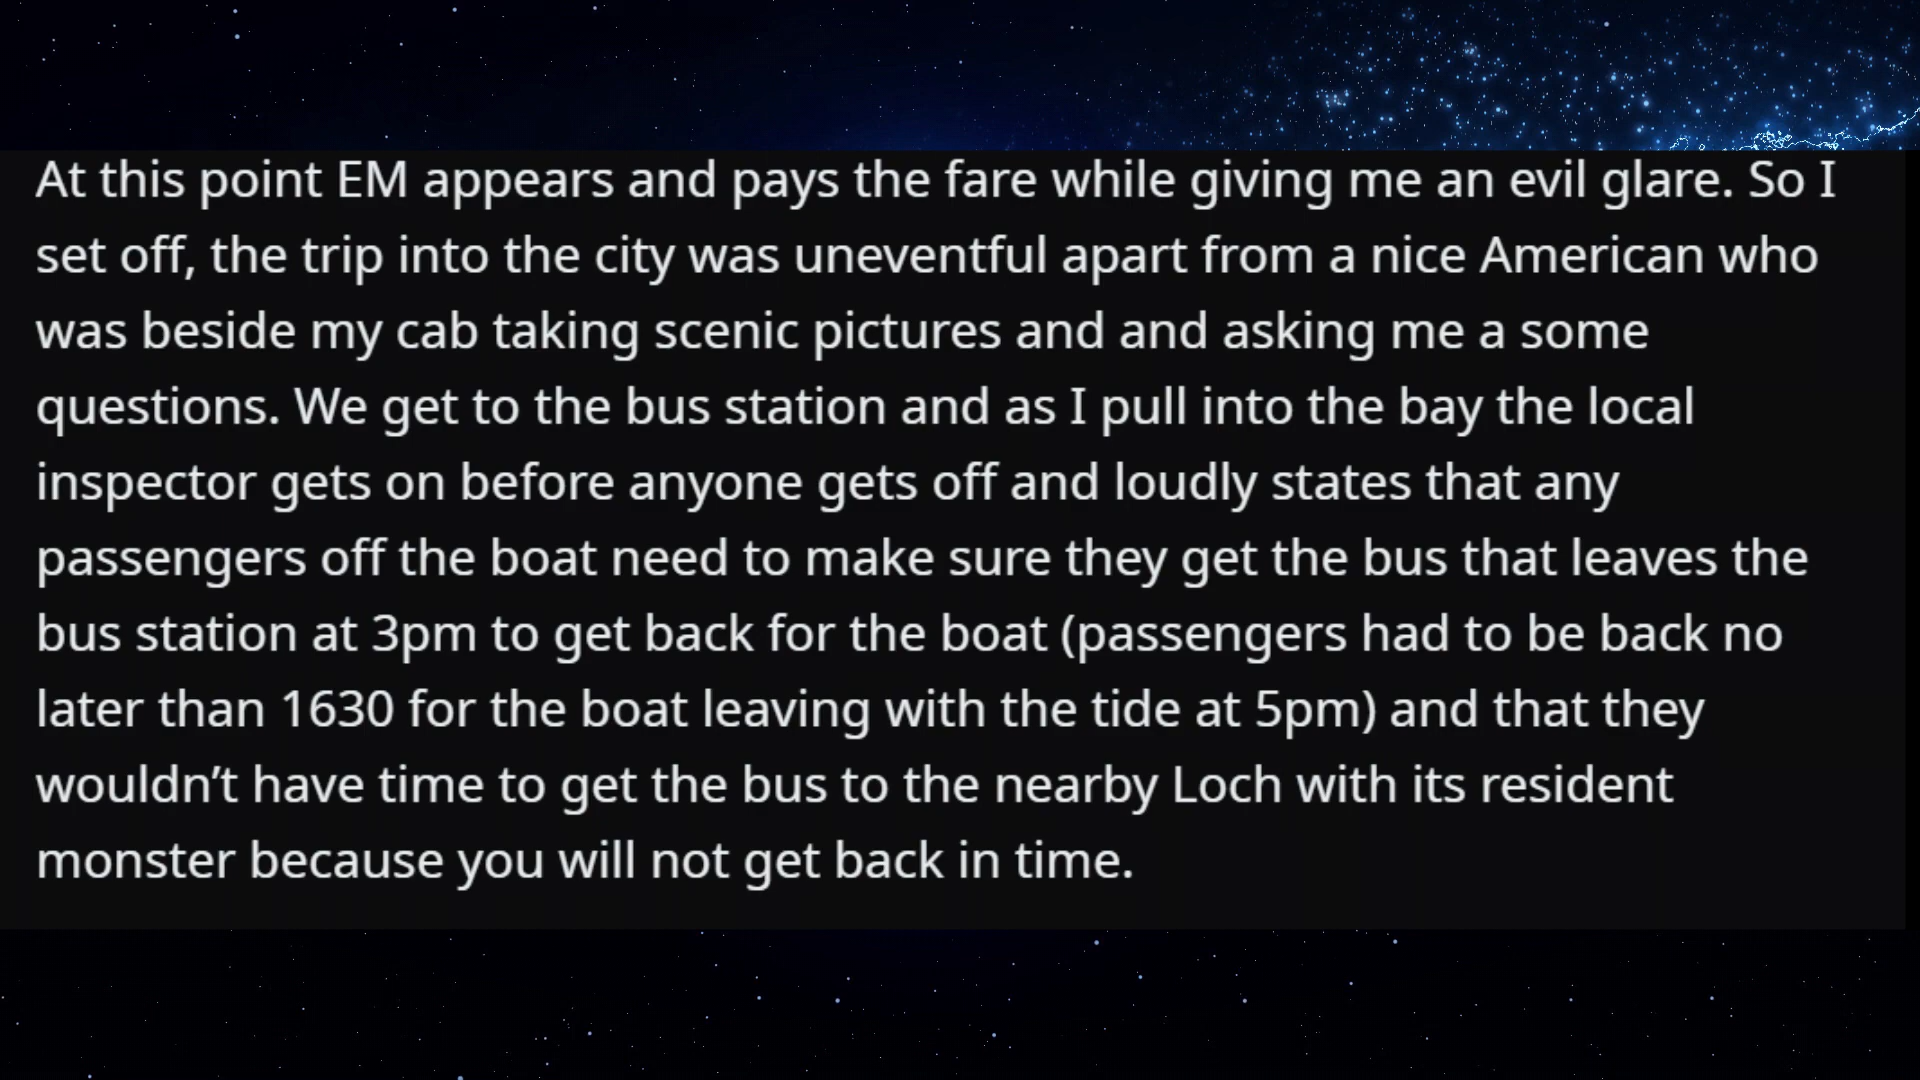 At this point EM appears and pays the fare while giving me an evil glare. So I
set off, the trip into the city was uneventful apart from a nice American who
was beside my cab taking scenic pictures and and asking me a some
questions. We get to the bus station and as I pull into the bay the local
inspector gets on before anyone gets off and loudly states that any
passengers off the boat need to make sure they get the bus that leaves the
bus station at 3pm to get back for the boat (passengers had to be back no
later than 1630 for the boat leaving with the tide at 5pm) and that they
wouldn’t have time to get the bus to the nearby Loch with its resident
monster because you will not get back in time.